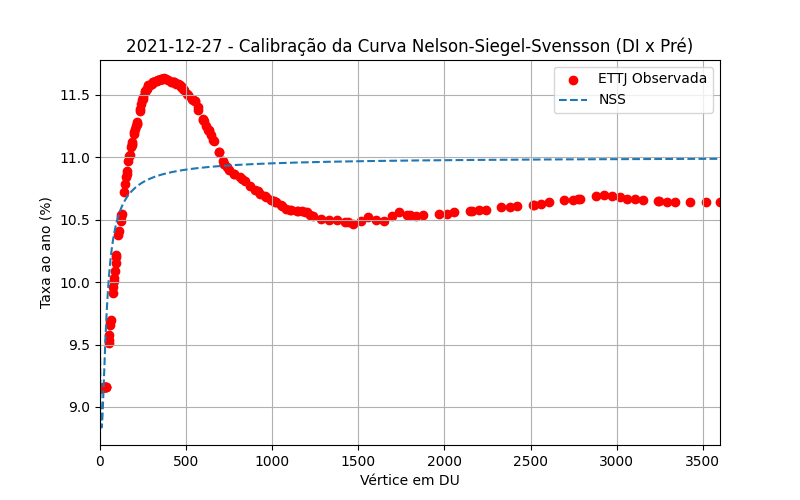 2021-12-27 - Calibração da Curva Nelson-Siegel-Svensson (DI x Pré)
ETTJ Observada
NSS
Taxa ao ano (%)
11.5
11.0
10.5
10.0
9.5
9.0
0 500 1000 1500 2000 2500 3000 3500
Vértice em DU